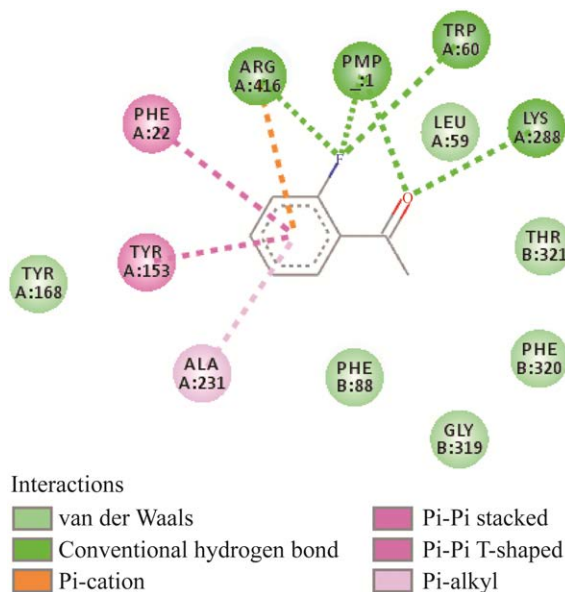 TRP
A:60
ARG
A:416
PMP
_:1
PHE
A:22
LEU
A:59
LYS
A:288
F
O
THR
B:321
TYR
A:153
TYR
A:168
PHE
B:320
ALA
A:231
PHE
B:88
GLY
B:319
Interactions
van der Waals
Conventional hydrogen bond
Pi-cation
Pi-Pi stacked
Pi-Pi T-shaped
Pi-alkyl